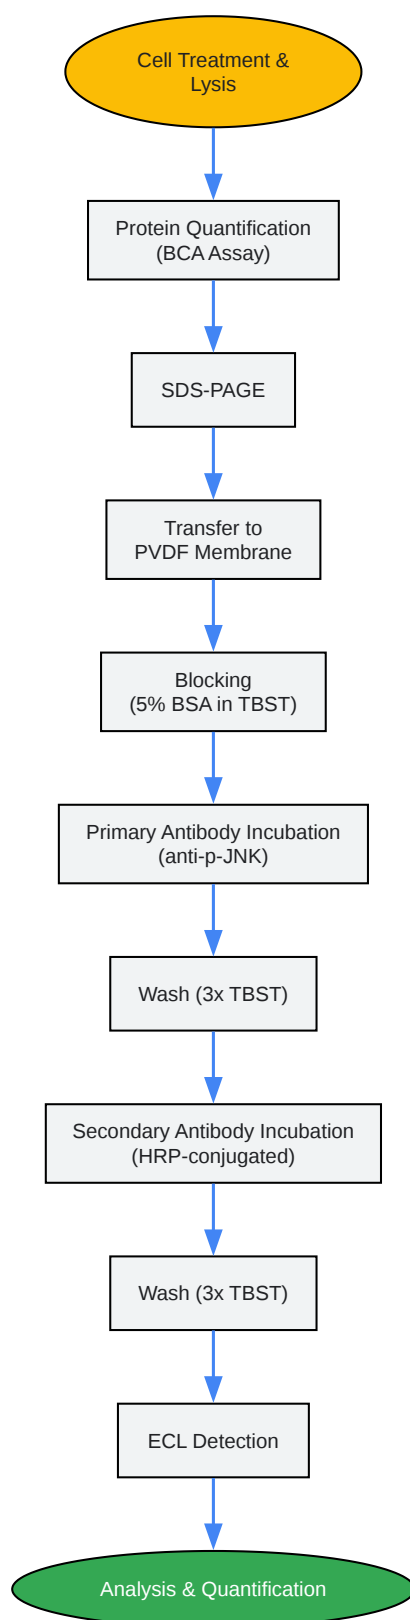 Cell Treatment &
Lysis
Protein Quantification
(BCA Assay)
SDS-PAGE
Transfer to
PVDF Membrane
Blocking
(5% BSA in TBST)
Primary Antibody Incubation
(anti-p-JNK)
Wash (3x TBST)
Secondary Antibody Incubation
(HRP-conjugated)
Wash (3x TBST)
ECL Detection
Analysis & Quantification